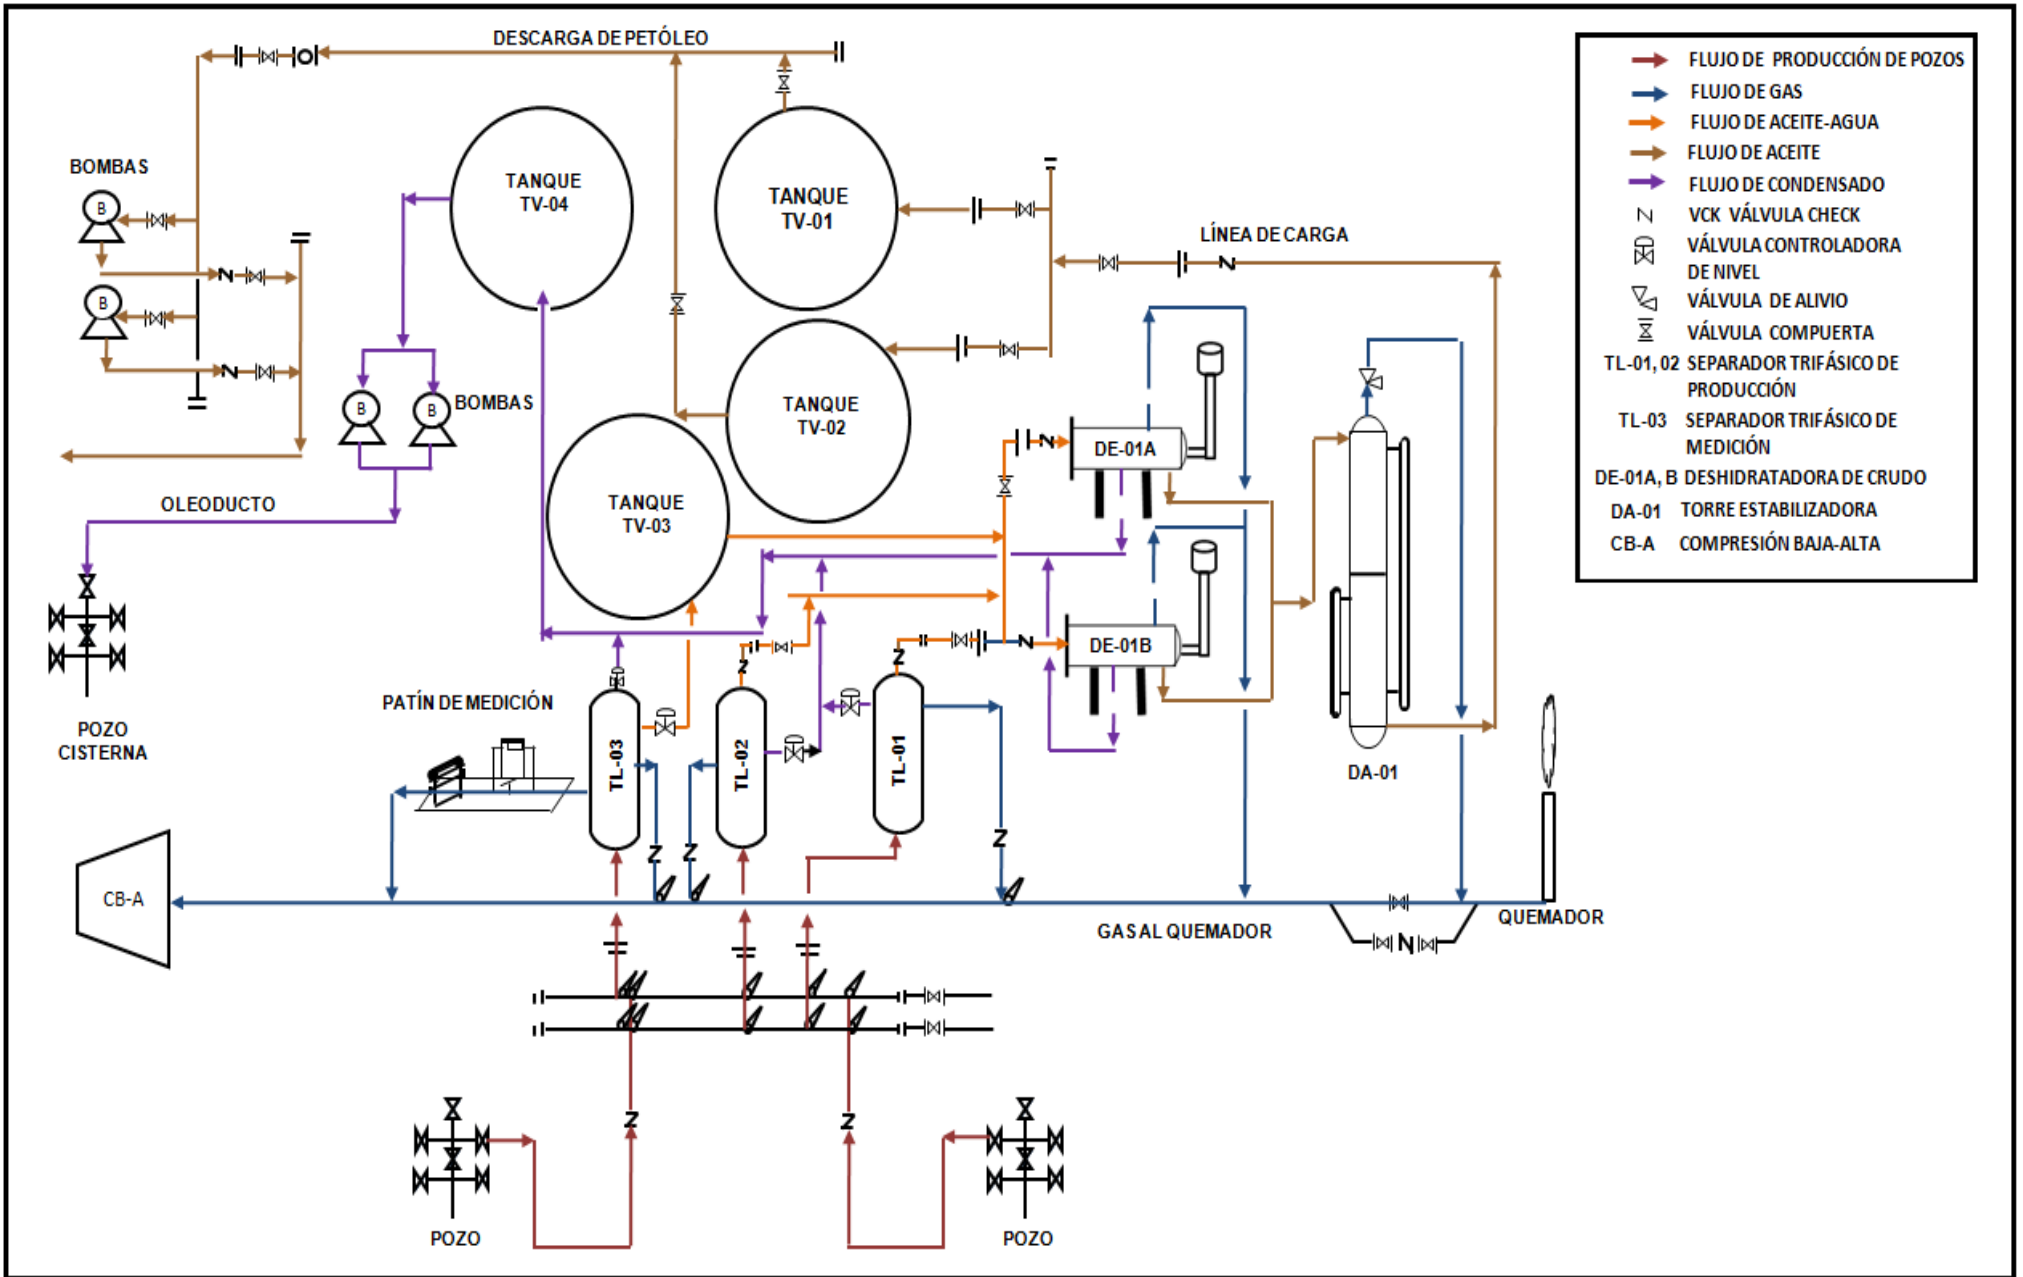 DESCARGA DE PETÓLEO
BOMBAS
B
B
TANQUE
TV-04
TANQUE
TV-01
LÍNEA DE CARGA
TANQUE
TV-02
B
B
BOMBAS
TANQUE
TV-03
OLEODUCTO
POZO
CISTERNA
DE-01A
DE-01B
DA-01
PATÍN DE MEDICIÓN
TL-03
TL-02
TL-01
CB-A
GAS AL QUEMADOR
QUEMADOR
POZO
POZO
FLUJO DE PRODUCCIÓN DE POZOS
FLUJO DE GAS
FLUJO DE ACEITE-AGUA
FLUJO DE ACEITE
FLUJO DE CONDENSADO
VCK VÁLVULA CHECK
VÁLVULA CONTROLADORA
DE NIVEL
VÁLVULA DE ALIVIO
VÁLVULA COMPUERTA
TL-01, 02 SEPARADOR TRIFÁSICO DE
PRODUCCIÓN
TL-03 SEPARADOR TRIFÁSICO DE
MEDICIÓN
DE-01A, B DESHIDRATADORA DE CRUDO
DA-01 TORRE ESTABILIZADORA
CB-A COMPRESIÓN BAJA-ALTA